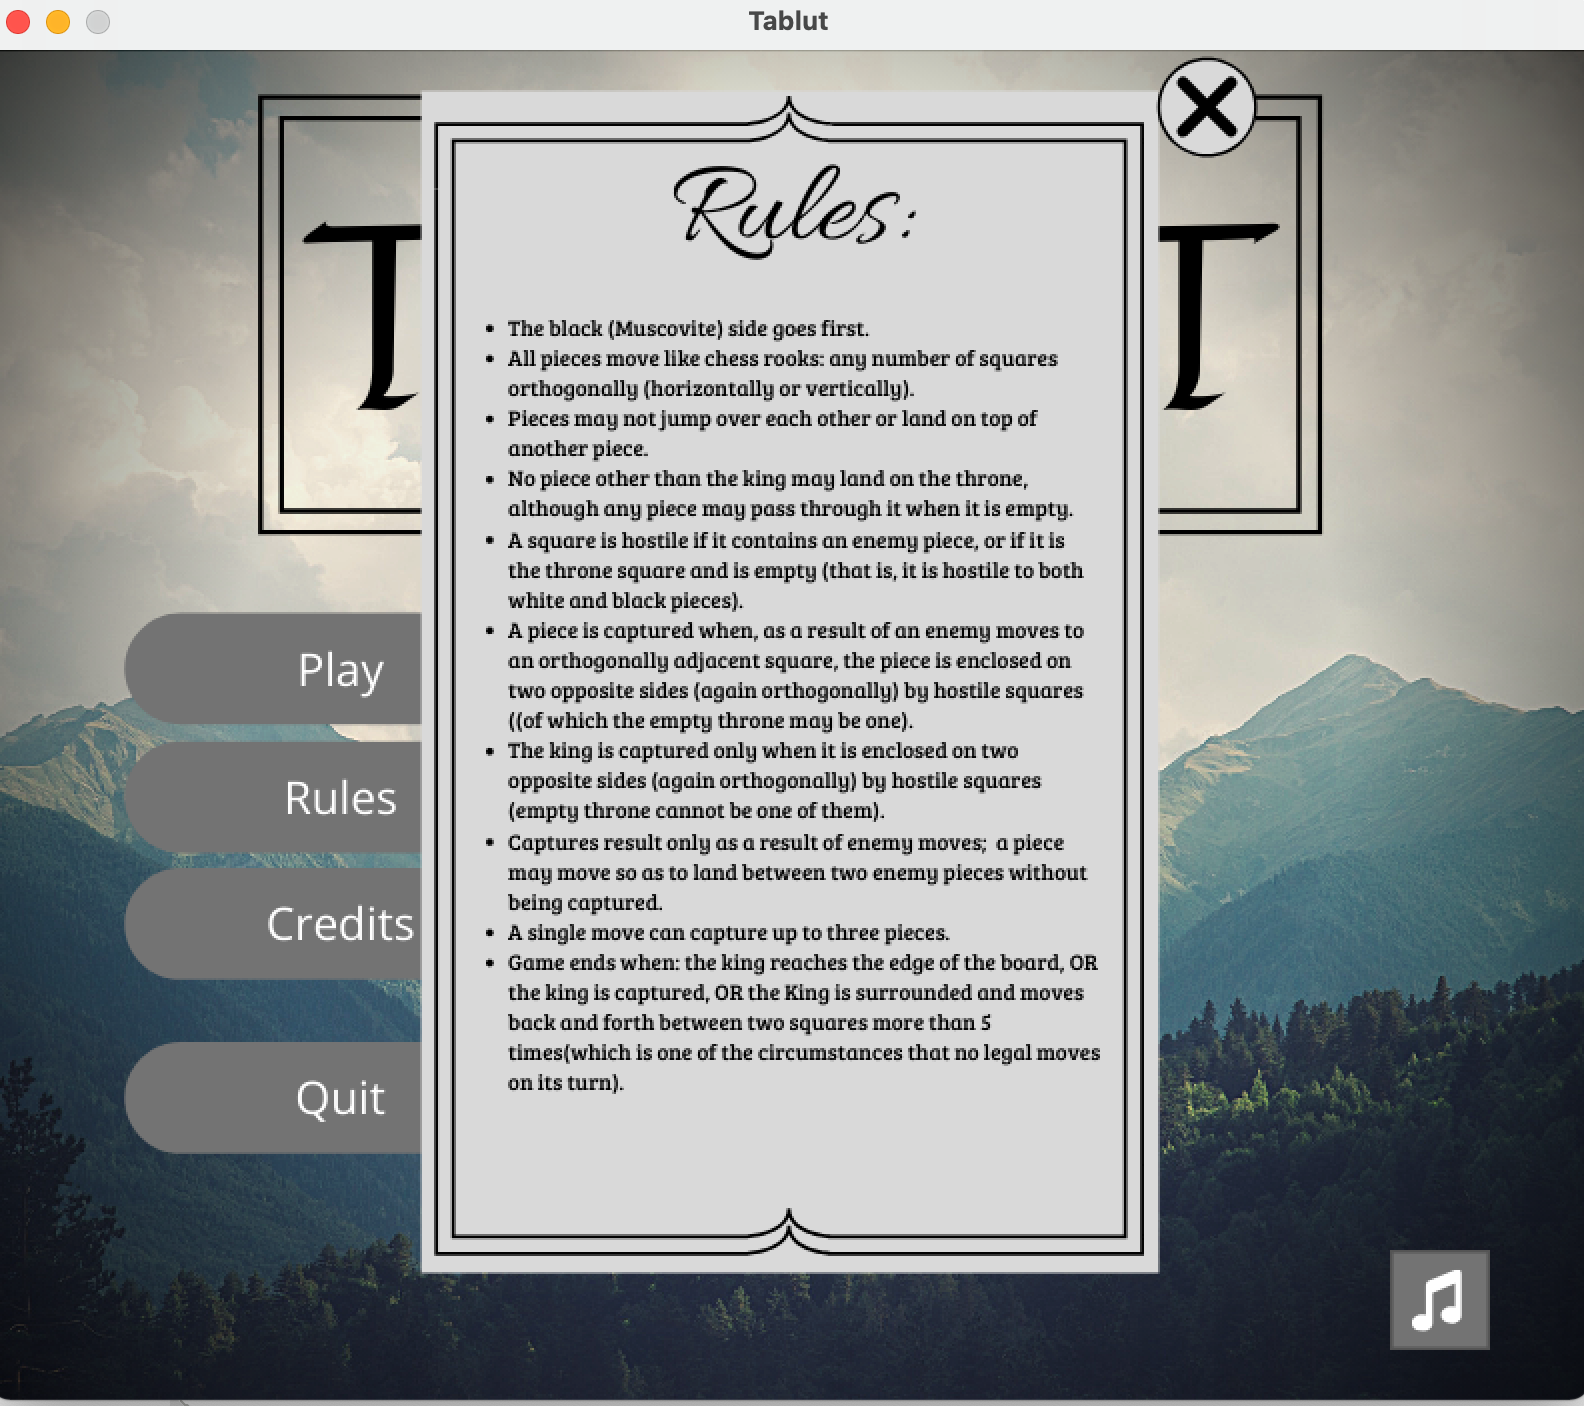 Tablut
T T
Rules:
• The black (Muscovite) side goes first.
• All pieces move like chess rooks: any number of squares
orthogonally (horizontally or vertically).
• Pieces may not jump over each other or land on top of
another piece.
• No piece other than the king may land on the throne,
although any piece may pass through it when it is empty.
• A square is hostile if it contains an enemy piece, or if it is
the throne square and is empty (that is, it is hostile to both
white and black pieces).
• A piece is captured when, as a result of an enemy moves to
an orthogonally adjacent square, the piece is enclosed on
two opposite sides (again orthogonally) by hostile squares
((of which the empty throne may be one).
• The king is captured only when it is enclosed on two
opposite sides (again orthogonally) by hostile squares
(empty throne cannot be one of them).
• Captures result only as a result of enemy moves;  a piece
may move so as to land between two enemy pieces without
being captured.
• A single move can capture up to three pieces.
• Game ends when: the king reaches the edge of the board, OR
the king is captured, OR the King is surrounded and moves
back and forth between two squares more than 5
times(which is one of the circumstances that no legal moves
on its turn).
Play
Rules
Credits
Quit